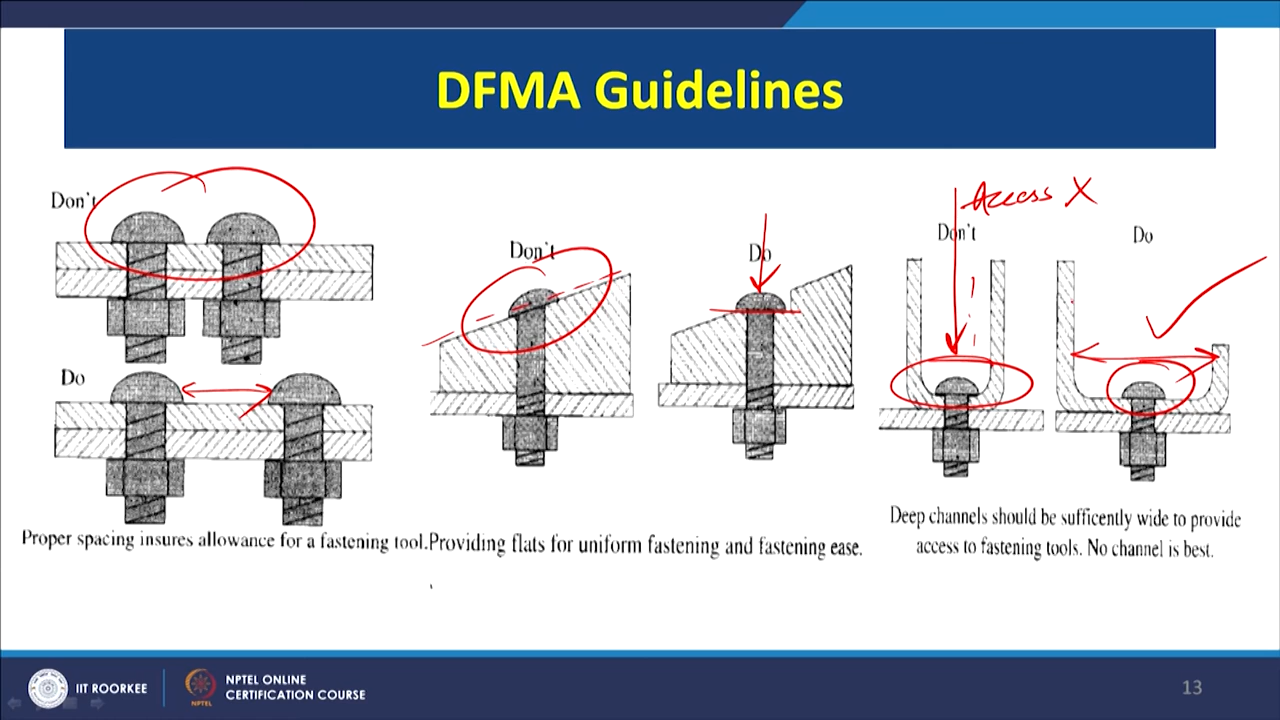 DFMA Guidelines
Don't
Do
Proper spacing insures allowance for a fastening tool.
Don't
Do
Providing flats for uniform fastening and fastening ease.
Access X
Don't
Do
Deep channels should be sufficently wide to provide
access to fastening tools. No channel is best.
IIT ROORKEE
NPTEL
NPTEL ONLINE
CERTIFICATION COURSE
13